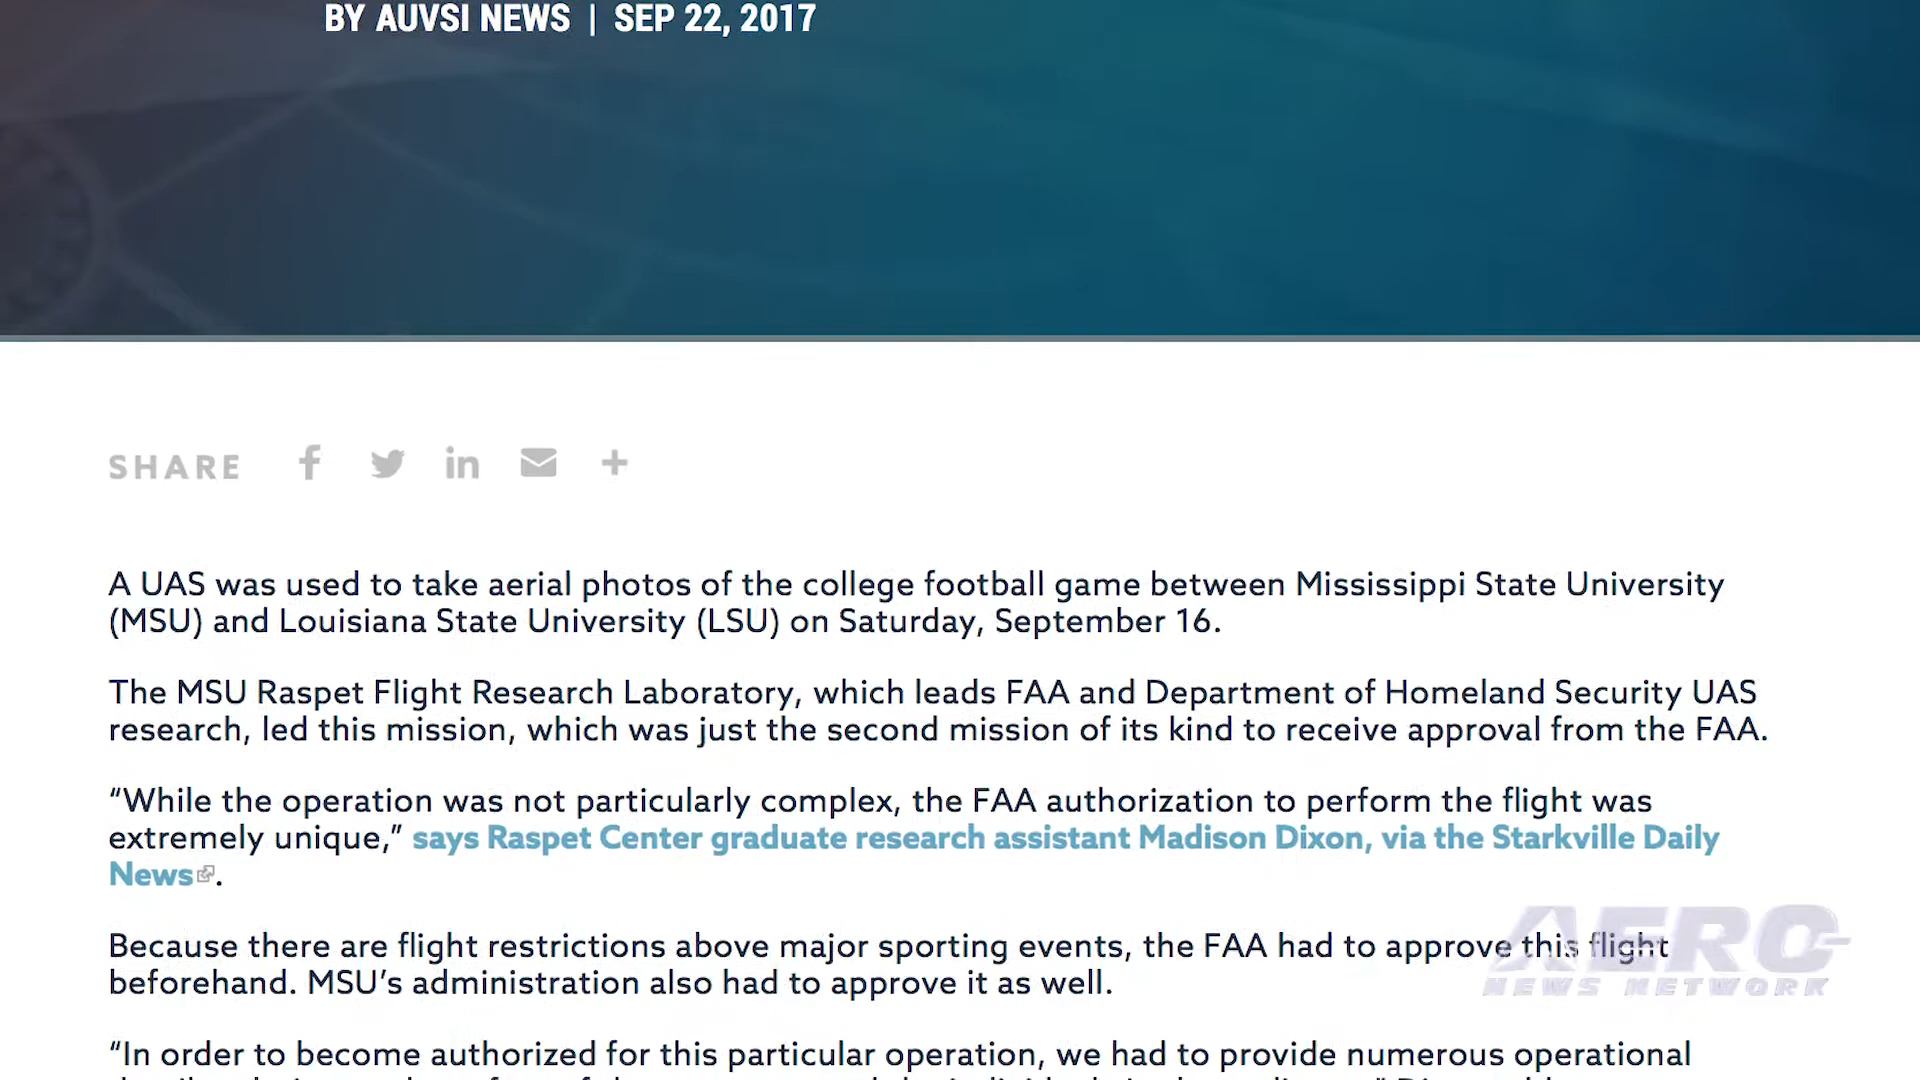 BY AUVSI NEWS | SEP 22, 2017
SHARE
A UAS was used to take aerial photos of the college football game between Mississippi State University
(MSU) and Louisiana State University (LSU) on Saturday, September 16.
The MSU Raspet Flight Research Laboratory, which leads FAA and Department of Homeland Security UAS
research, led this mission, which was just the second mission of its kind to receive approval from the FAA.
“While the operation was not particularly complex, the FAA authorization to perform the flight was
extremely unique,” says Raspet Center graduate research assistant Madison Dixon, via the Starkville Daily
News.
Because there are flight restrictions above major sporting events, the FAA had to approve this flight
beforehand. MSU’s administration also had to approve it as well.
AERO
NEWS NETWORK
“In order to become authorized for this particular operation, we had to provide numerous operational